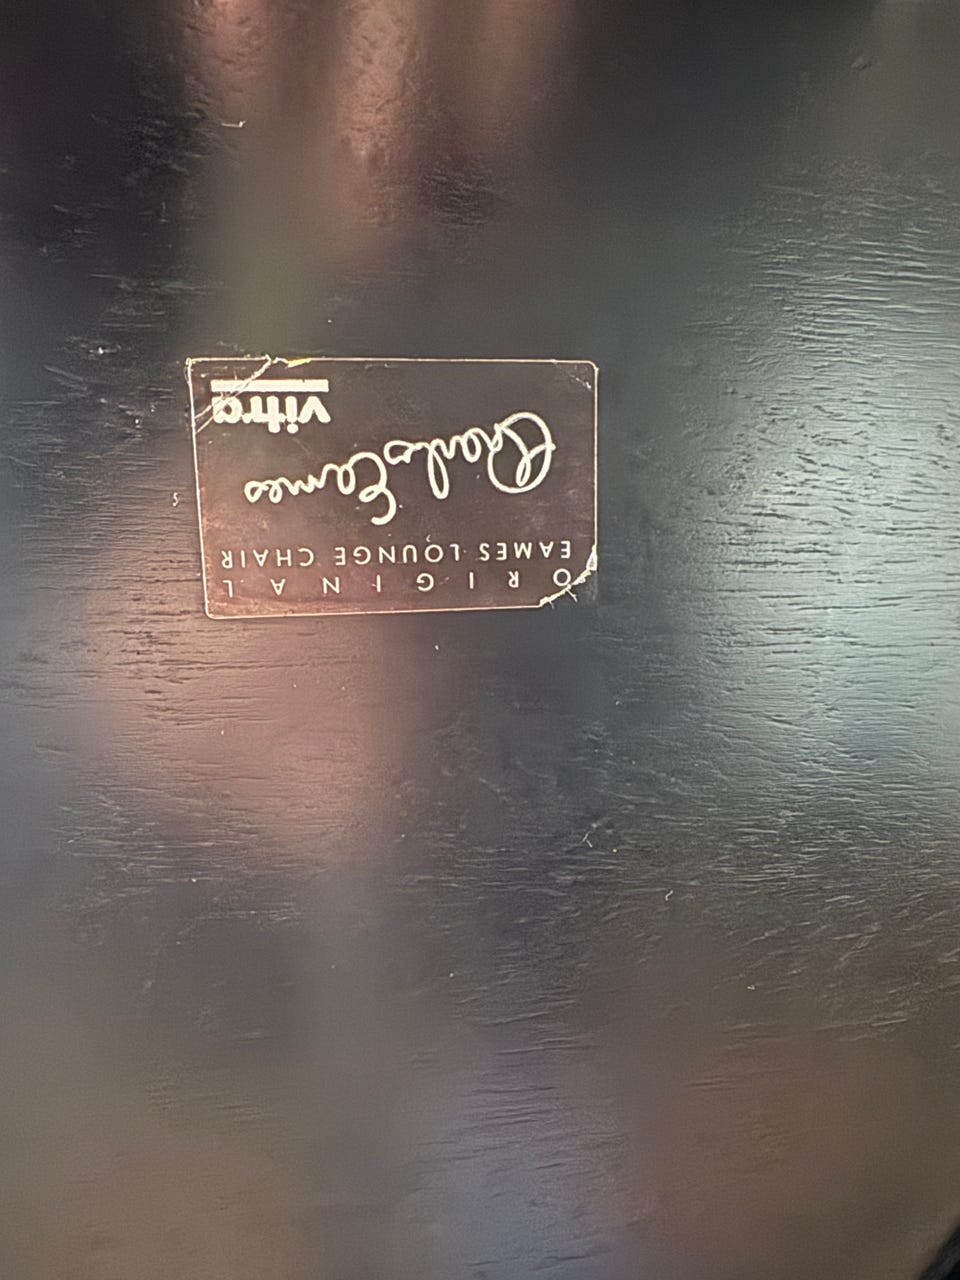 ORIGINAL
EAMES LOUNGE CHAIR
Charles Eames
vitra